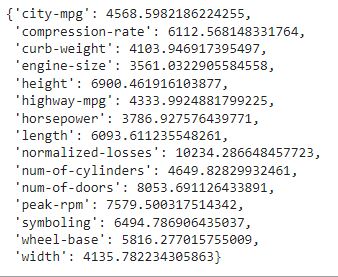 {'city-mpg': 4568.5982186224255,
'compression-rate': 6112.568148331764,
'curb-weight': 4103.946917395497,
'engine-size': 3561.0322905584558,
'height': 6900.461916103877,
'highway-mpg': 4333.9924881799225,
'horsepower': 3786.927576439771,
'length': 6093.611235548261,
'normalized-losses': 10234.286648457723,
'num-of-cylinders': 4649.82829932461,
'num-of-doors': 8053.691126433891,
'peak-rpm': 7579.500317514342,
'symboling': 6494.786906435037,
'wheel-base': 5816.277015755009,
'width': 4135.782234305863}